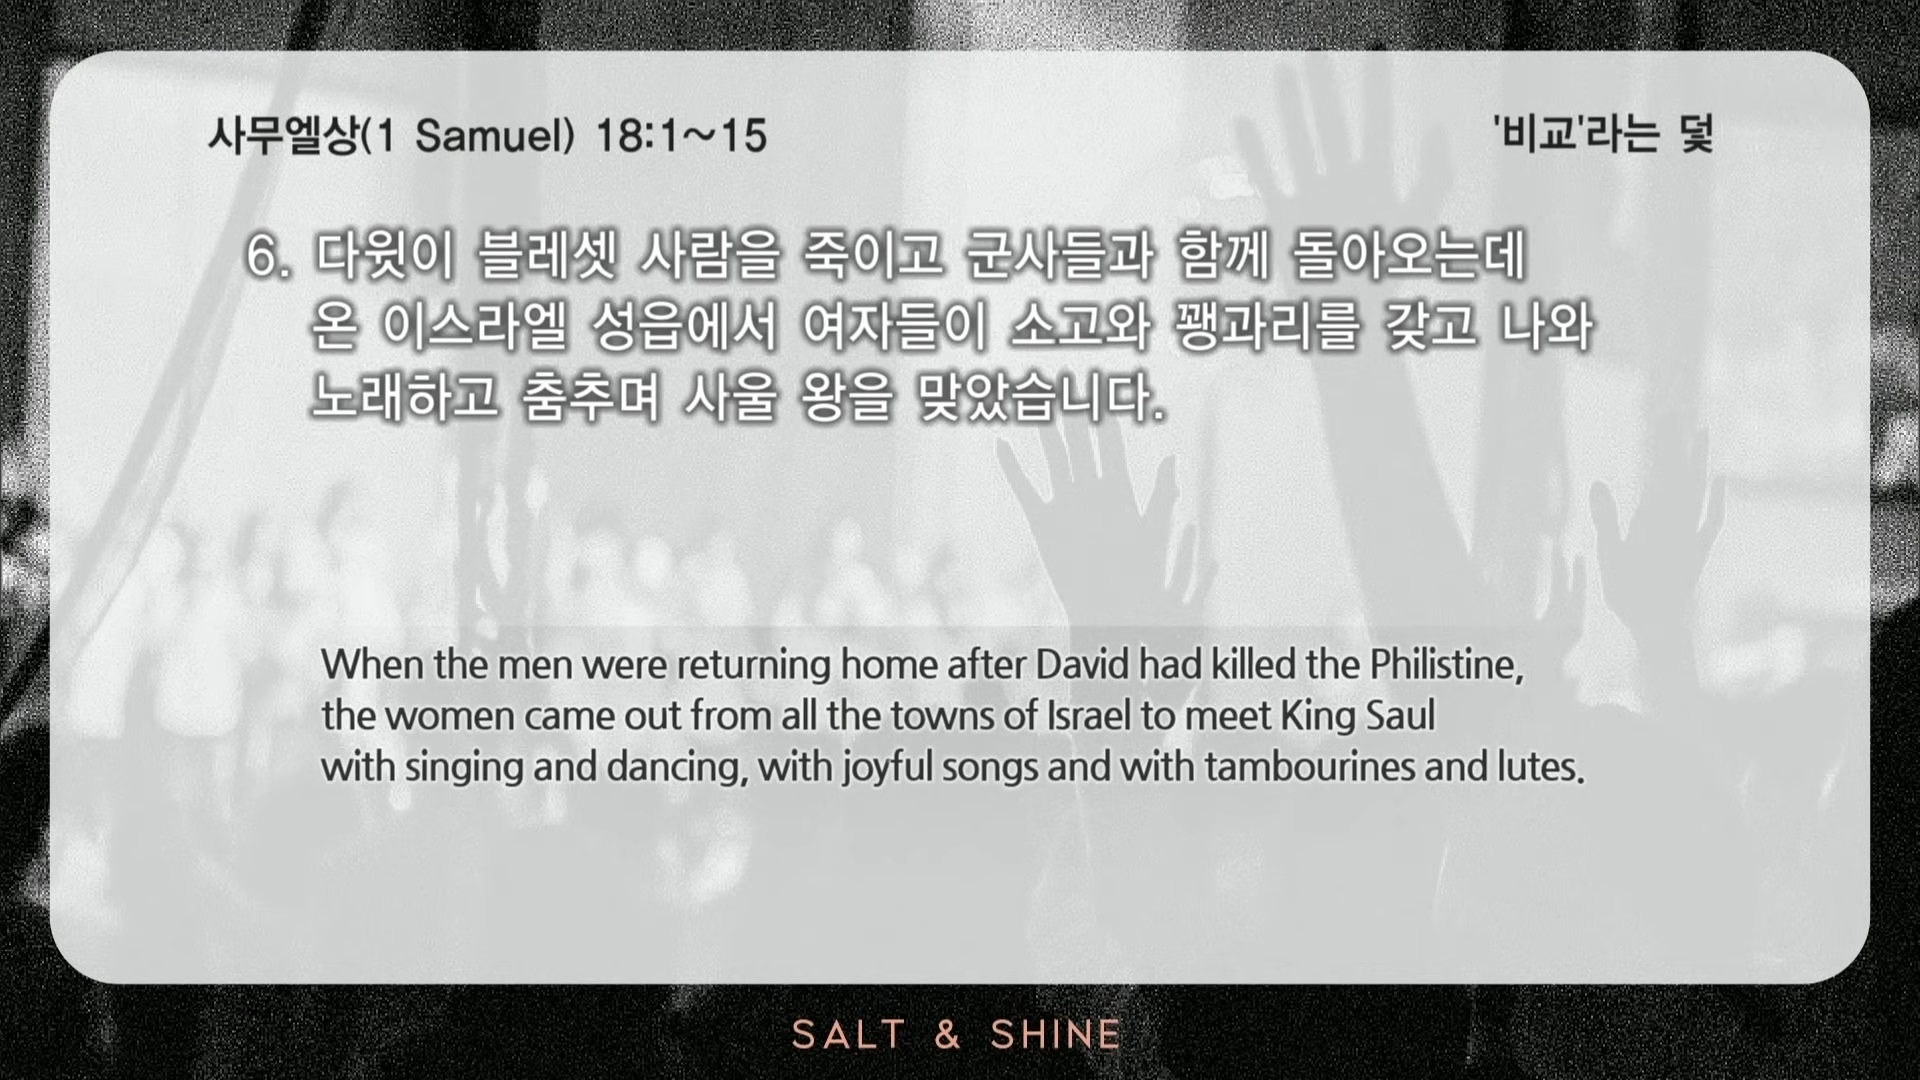 사무엘상(1 Samuel) 18:1~15
'비교'라는 덫
6. 다윗이 블레셋 사람을 죽이고 군사들과 함께 돌아오는데
온 이스라엘 성읍에서 여자들이 소고와 꽹과리를 갖고 나와
노래하고 춤추며 사울 왕을 맞았습니다.
When the men were returning home after David had killed the Philistine,
the women came out from all the towns of Israel to meet King Saul
with singing and dancing, with joyful songs and with tambourines and lutes.
SALT & SHINE